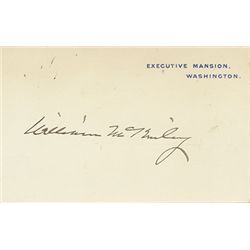 EXECUTIVE MANSION,
WASHINGTON.
William McKinley